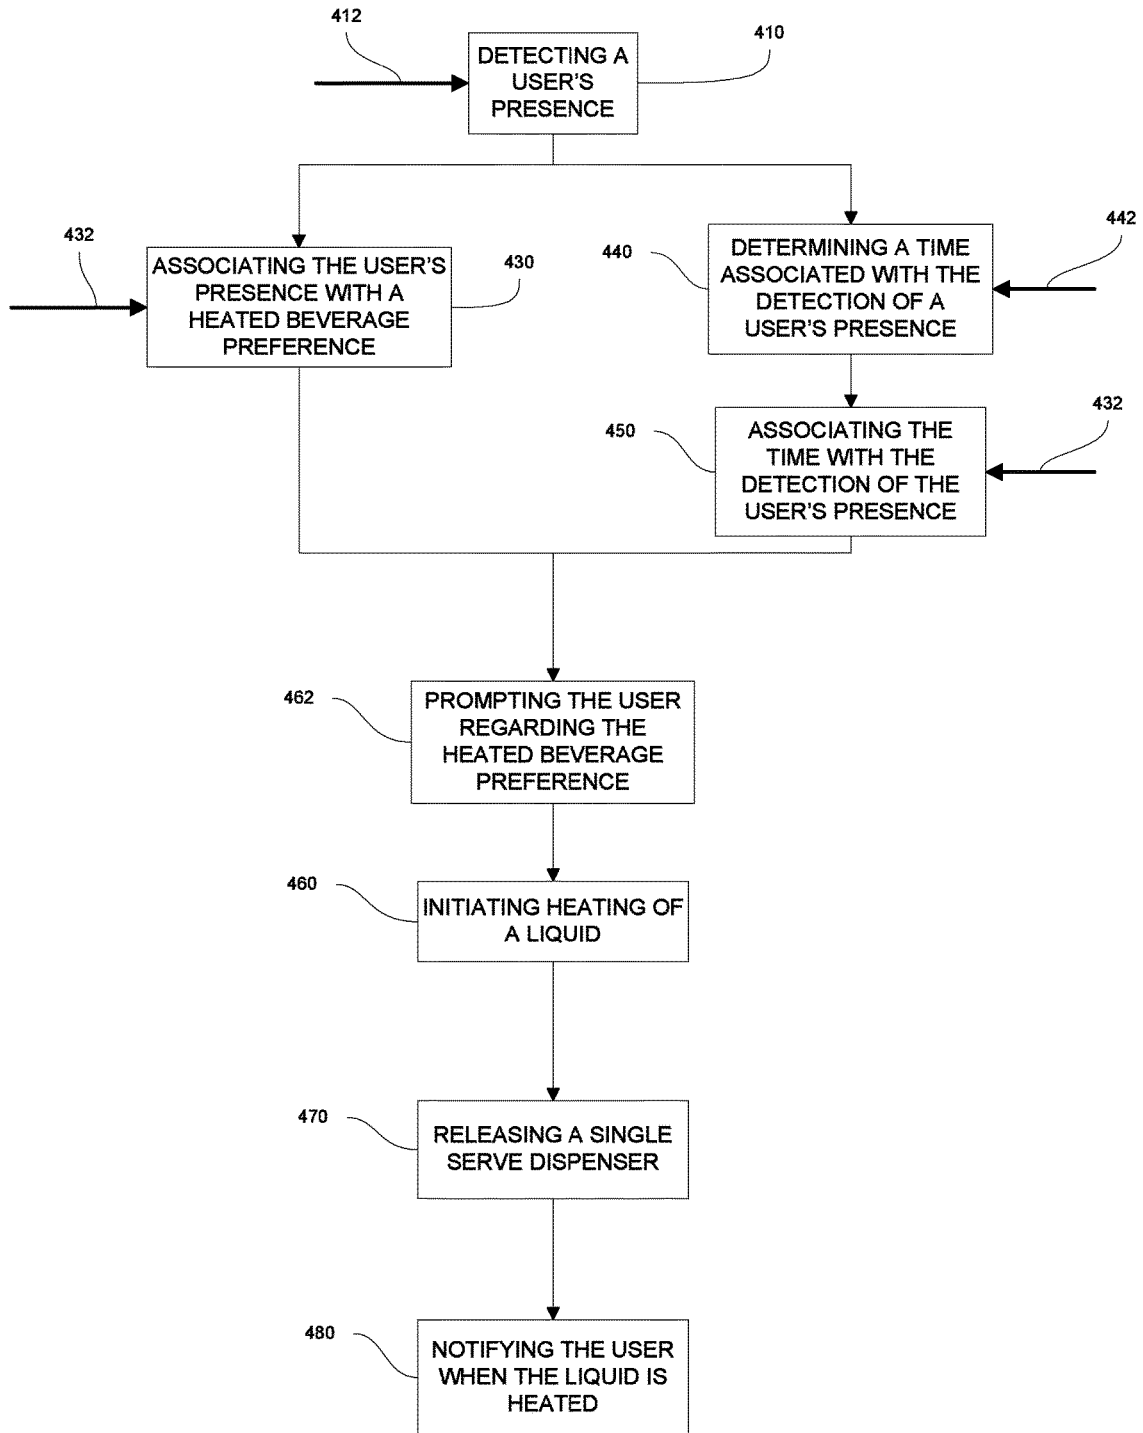 412
410
DETECTING A
USER'S
PRESENCE
432
ASSOCIATING THE USER'S
PRESENCE WITH A
HEATED BEVERAGE
PREFERENCE
430
440
DETERMINING A TIME
ASSOCIATED WITH THE
DETECTION OF A
USER'S PRESENCE
442
450
ASSOCIATING THE
TIME WITH THE
DETECTION OF THE
USER'S PRESENCE
432
462
PROMPTING THE USER
REGARDING THE
HEATED BEVERAGE
PREFERENCE
460
INITIATING HEATING OF
A LIQUID
470
RELEASING A SINGLE
SERVE DISPENSER
480
NOTIFYING THE USER
WHEN THE LIQUID IS
HEATED